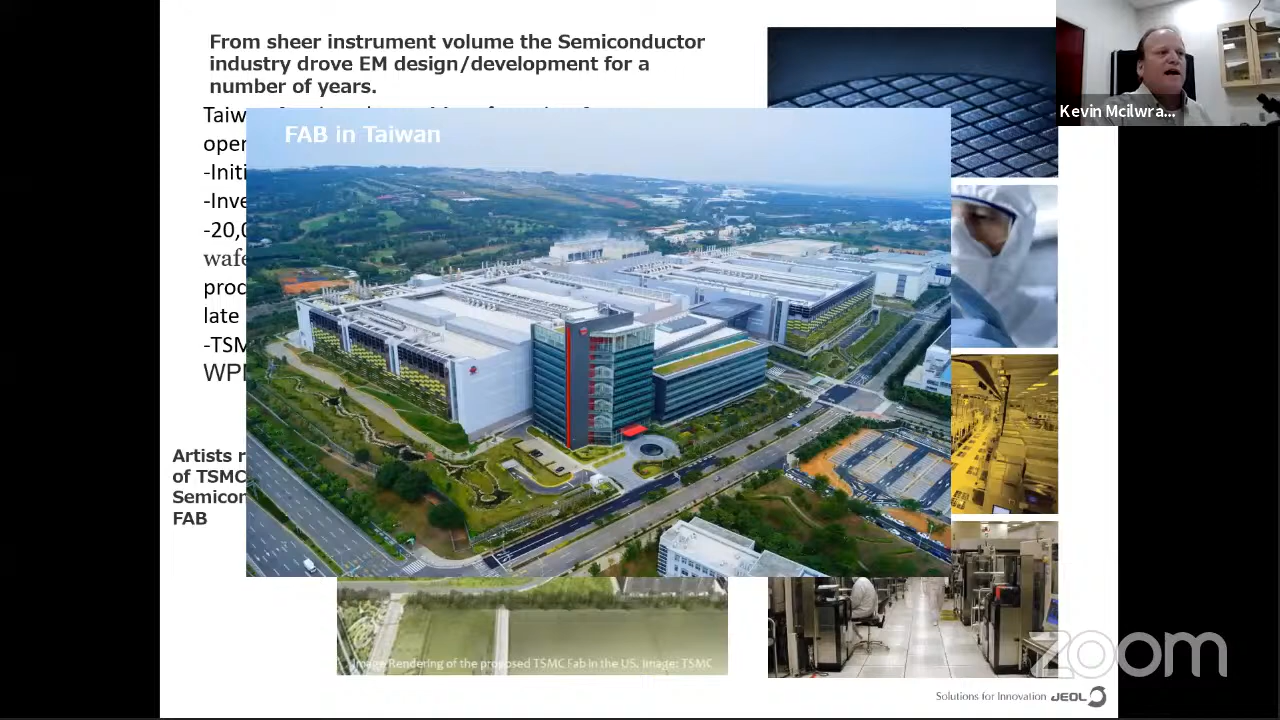 From sheer instrument volume the Semiconductor
industry drove EM design/development for a
number of years.
Taiw
oper
-Initi
-Inve
-20,0
wafe
prod
late
-TSM
WPI
FAB in Taiwan
Kevin Mcilwra...
Artists r
of TSMC
Semicon
FAB
Image Rendering of the proposed TSMC Fab in the US. Image: TSMC
zoom
Solutions for Innovation JEOL